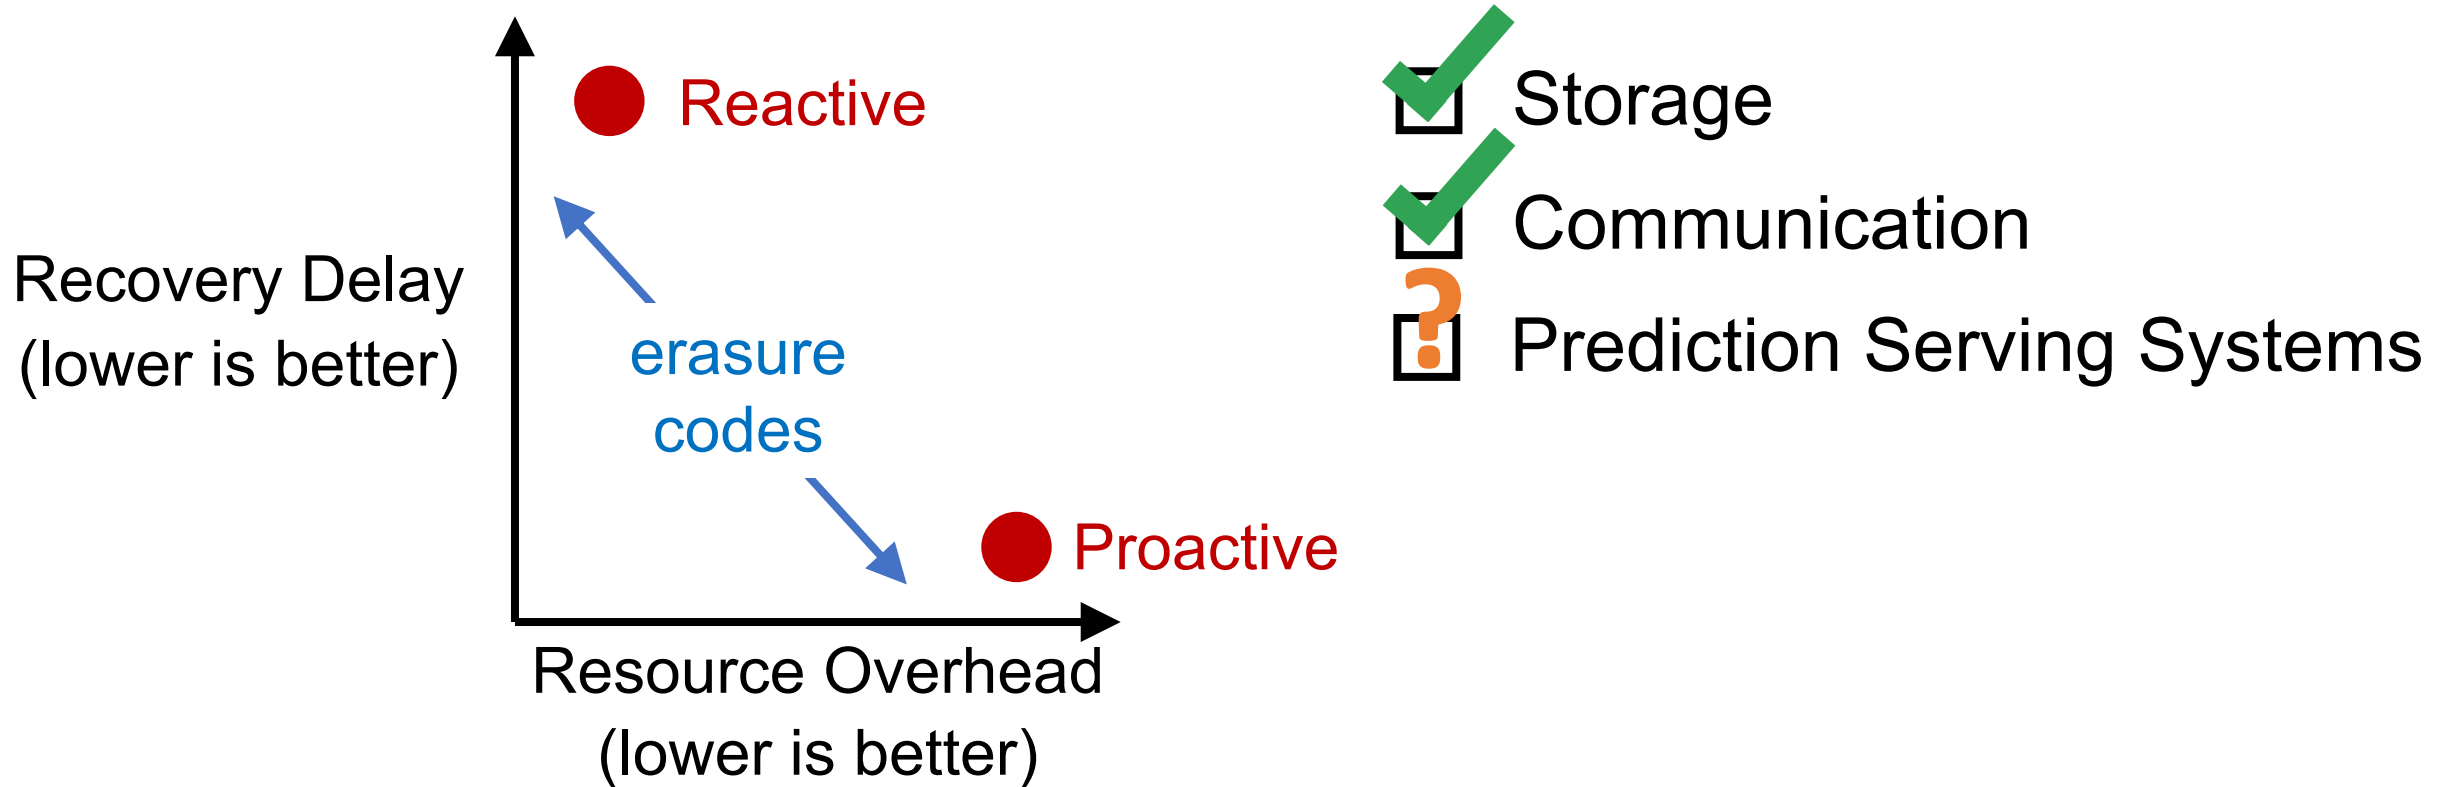 Reactive
Recovery Delay
(lower is better)
erasure
codes
Proactive
Resource Overhead
(lower is better)
Storage
Communication
?
Prediction Serving Systems